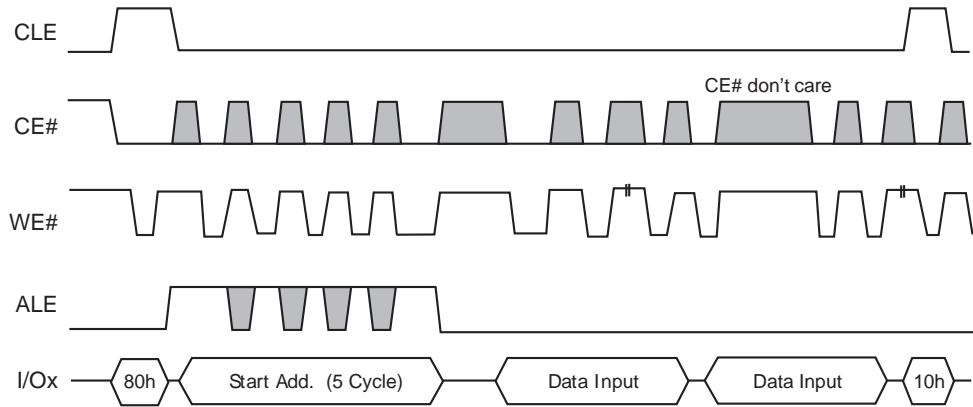 CLE
CE# don't care
CE#
WE#
ALE
I/Ox 80h Start Add. (5 Cycle) Data Input Data Input 10h